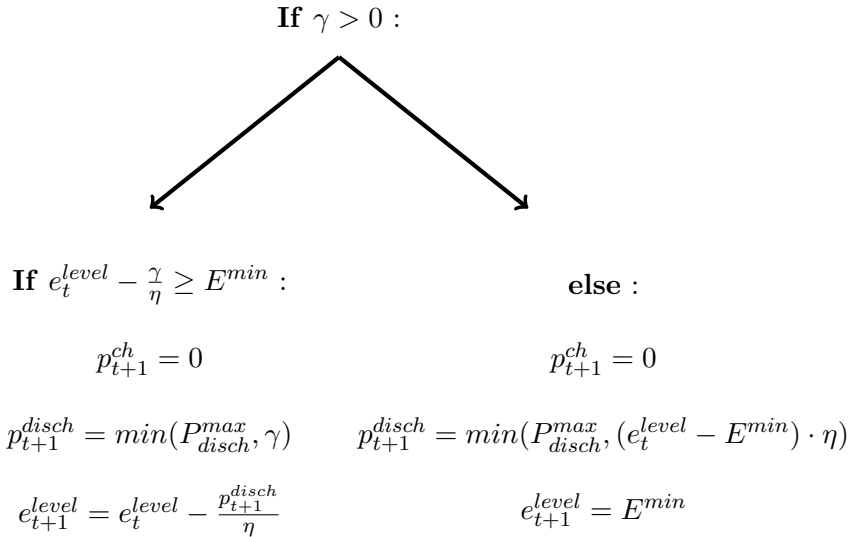 If γ > 0 :
If e_t^{level} − \frac{γ}{η} ≥ E^{min} :
p_{t+1}^{ch} = 0
p_{t+1}^{disch} = min(P_{disch}^{max}, γ)
e_{t+1}^{level} = e_t^{level} − \frac{p_{t+1}^{disch}}{η}
else :
p_{t+1}^{ch} = 0
p_{t+1}^{disch} = min(P_{disch}^{max}, (e_t^{level} − E^{min}) · η)
e_{t+1}^{level} = E^{min}